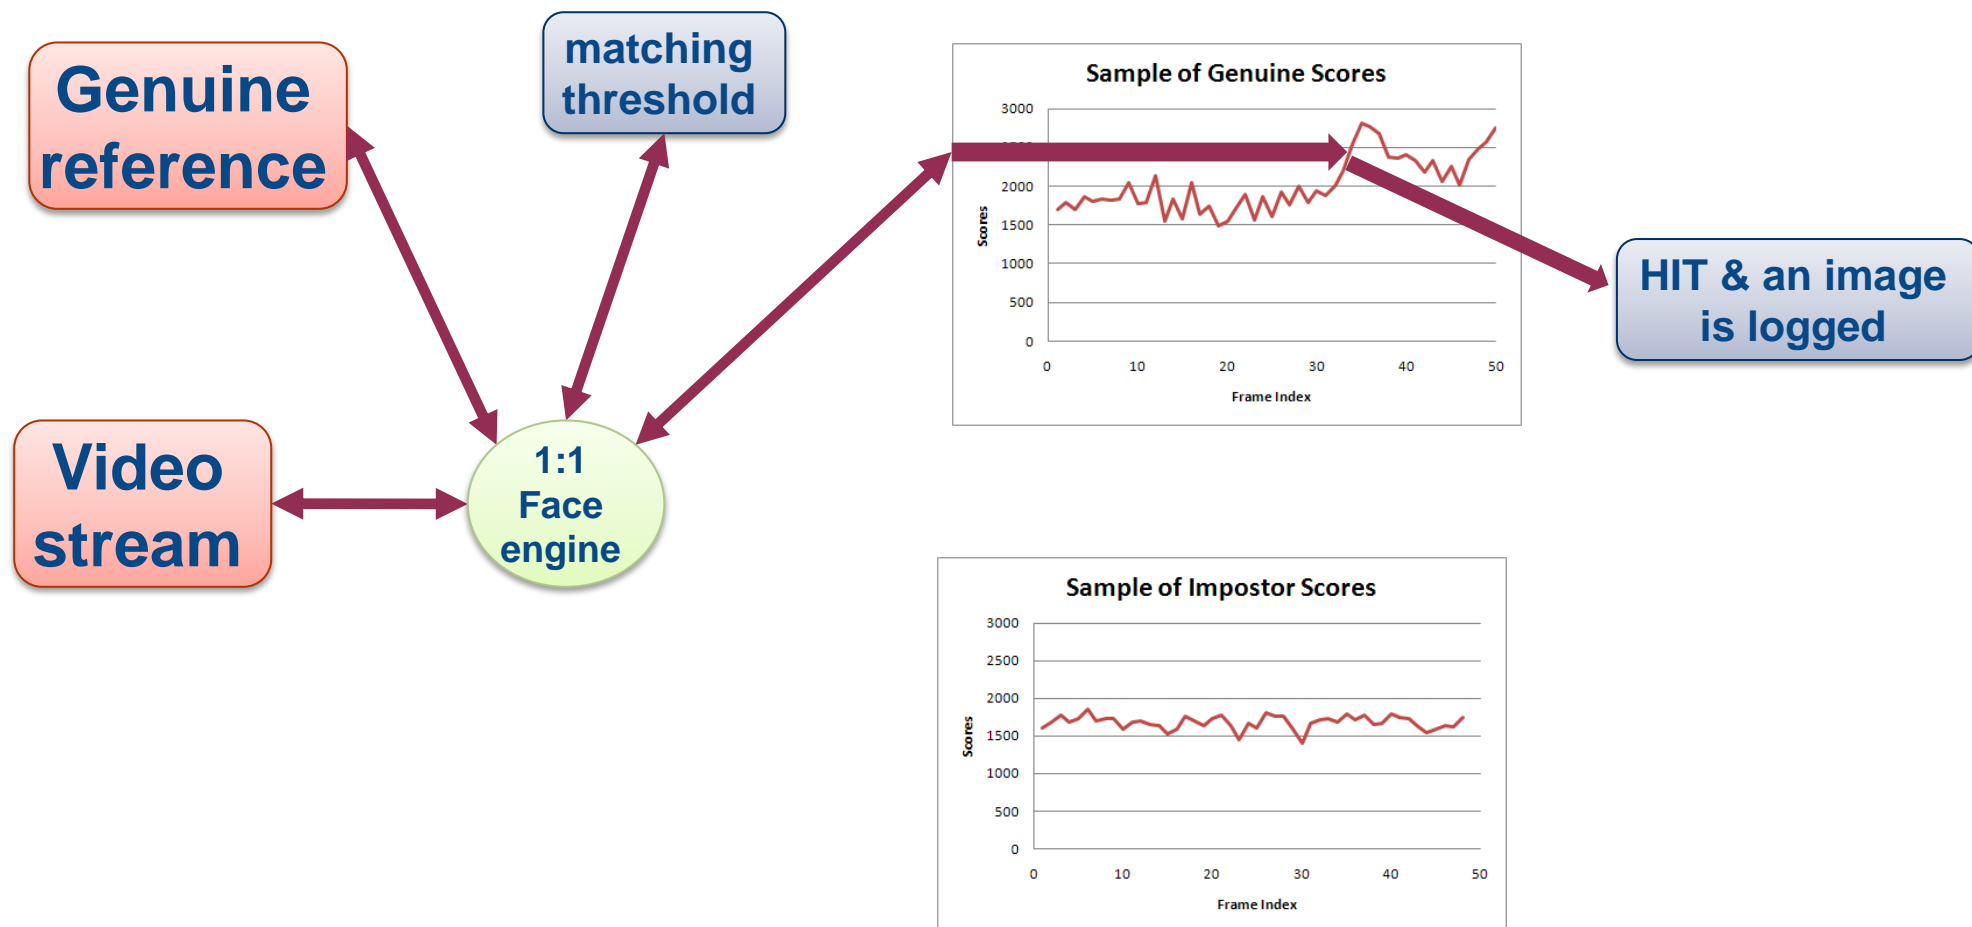 Genuine
reference
matching
threshold
Video
stream
1:1
Face
engine
Sample of Genuine Scores
3000
2000
1500
1000
500
0
Scores
0 10 20 30 40 50
Frame Index
HIT & an image
is logged
Sample of Impostor Scores
3000
2500
2000
1500
1000
500
0
Scores
0 10 20 30 40 50
Frame Index